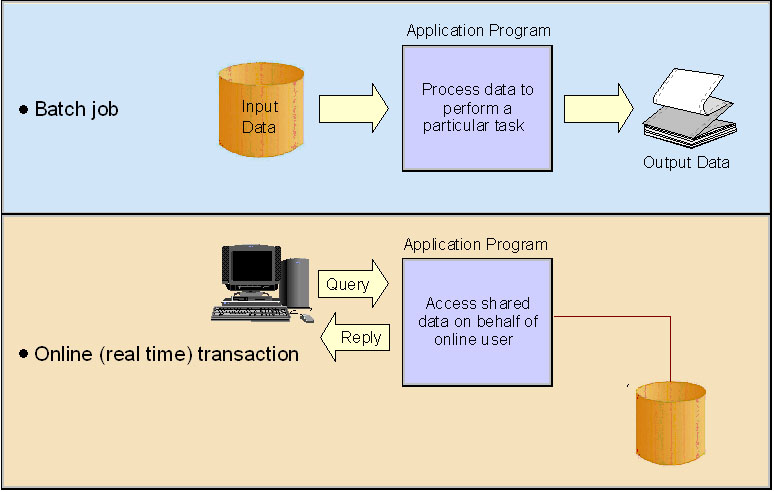 Application Program
• Batch job
Input
Data
Process data to
perform a
particular task
Output Data
Application Program
Query
Reply
Access shared
data on behalf of
online user
• Online (real time) transaction